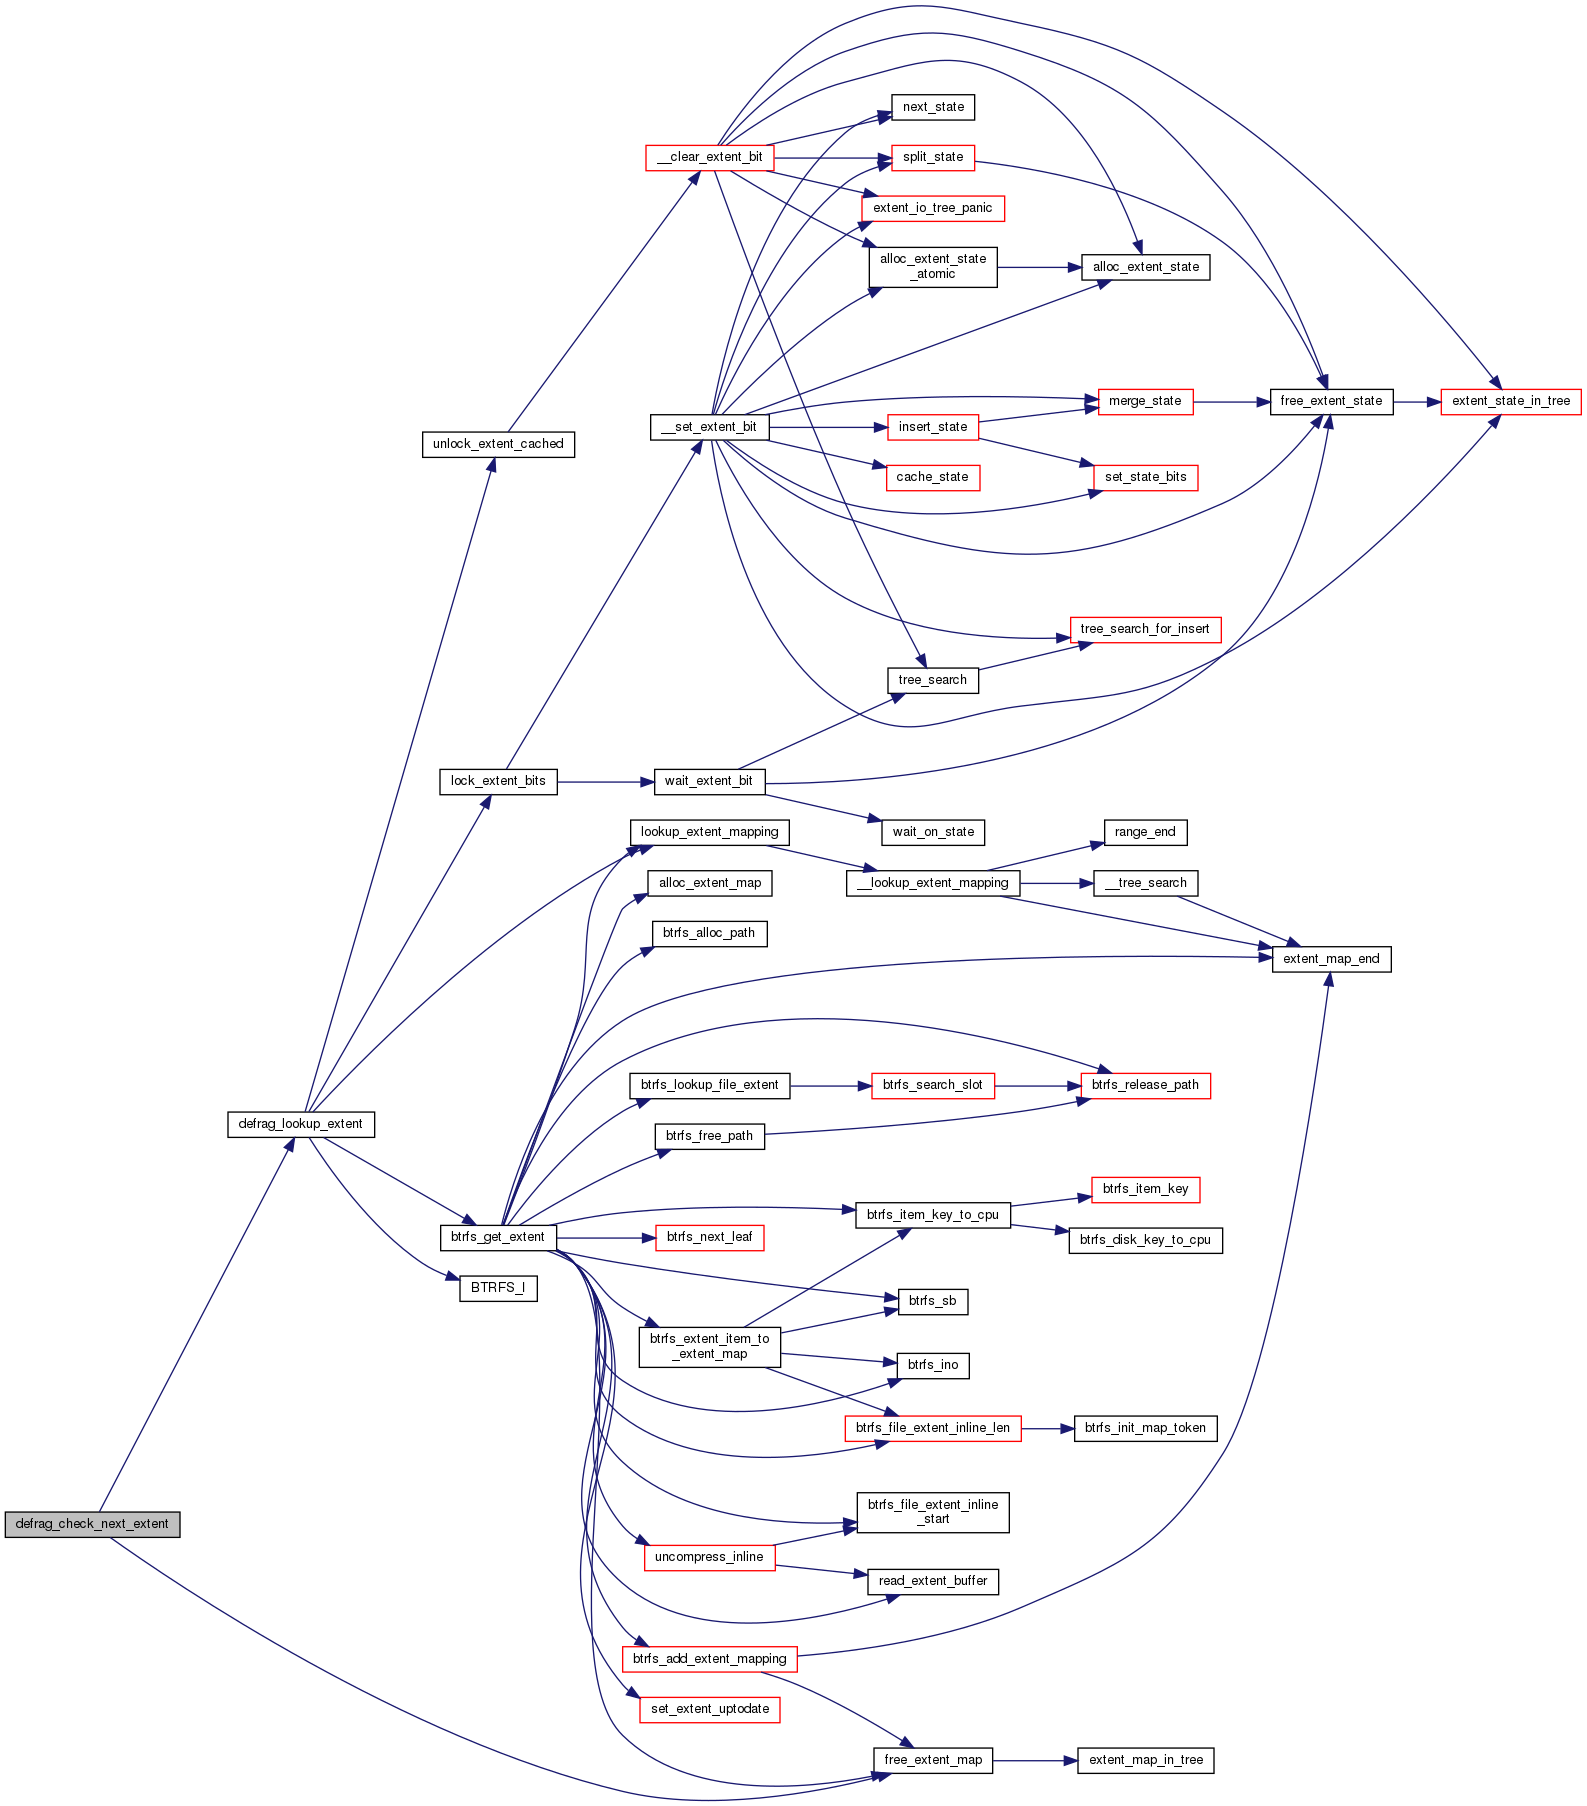 next_state
__clear_extent_bit
split_state
extent_io_tree_panic
alloc_extent_state
_atomic
alloc_extent_state
merge_state
free_extent_state
extent_state_in_tree
__set_extent_bit
insert_state
unlock_extent_cached
cache_state
set_state_bits
tree_search_for_insert
tree_search
lock_extent_bits
wait_extent_bit
wait_on_state
range_end
lookup_extent_mapping
alloc_extent_map
__lookup_extent_mapping
__tree_search
btrfs_alloc_path
extent_map_end
btrfs_lookup_file_extent
btrfs_search_slot
btrfs_release_path
defrag_lookup_extent
btrfs_free_path
btrfs_item_key
btrfs_item_key_to_cpu
btrfs_get_extent
btrfs_next_leaf
btrfs_disk_key_to_cpu
BTRFS_I
btrfs_sb
btrfs_extent_item_to
_extent_map
btrfs_ino
btrfs_file_extent_inline_len
btrfs_init_map_token
btrfs_file_extent_inline
_start
defrag_check_next_extent
uncompress_inline
read_extent_buffer
btrfs_add_extent_mapping
set_extent_uptodate
free_extent_map
extent_map_in_tree